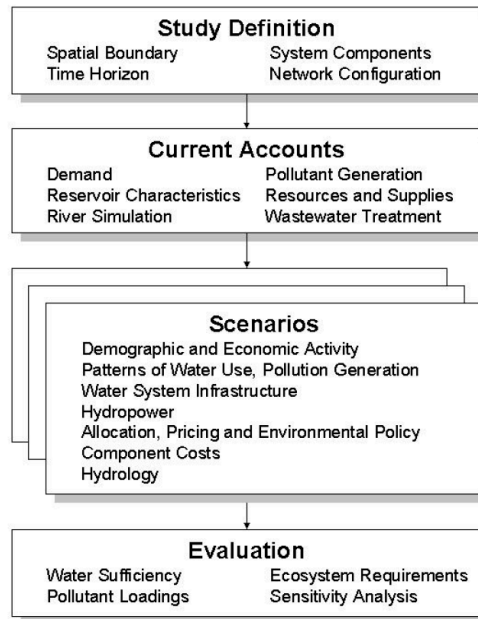 Study Definition
Spatial Boundary System Components
Time Horizon Network Configuration
Current Accounts
Demand Pollutant Generation
Reservoir Characteristics Resources and Supplies
River Simulation Wastewater Treatment
Scenarios
Demographic and Economic Activity
Patterns of Water Use, Pollution Generation
Water System Infrastructure
Hydropower
Allocation, Pricing and Environmental Policy
Component Costs
Hydrology
Evaluation
Water Sufficiency Ecosystem Requirements
Pollutant Loadings Sensitivity Analysis